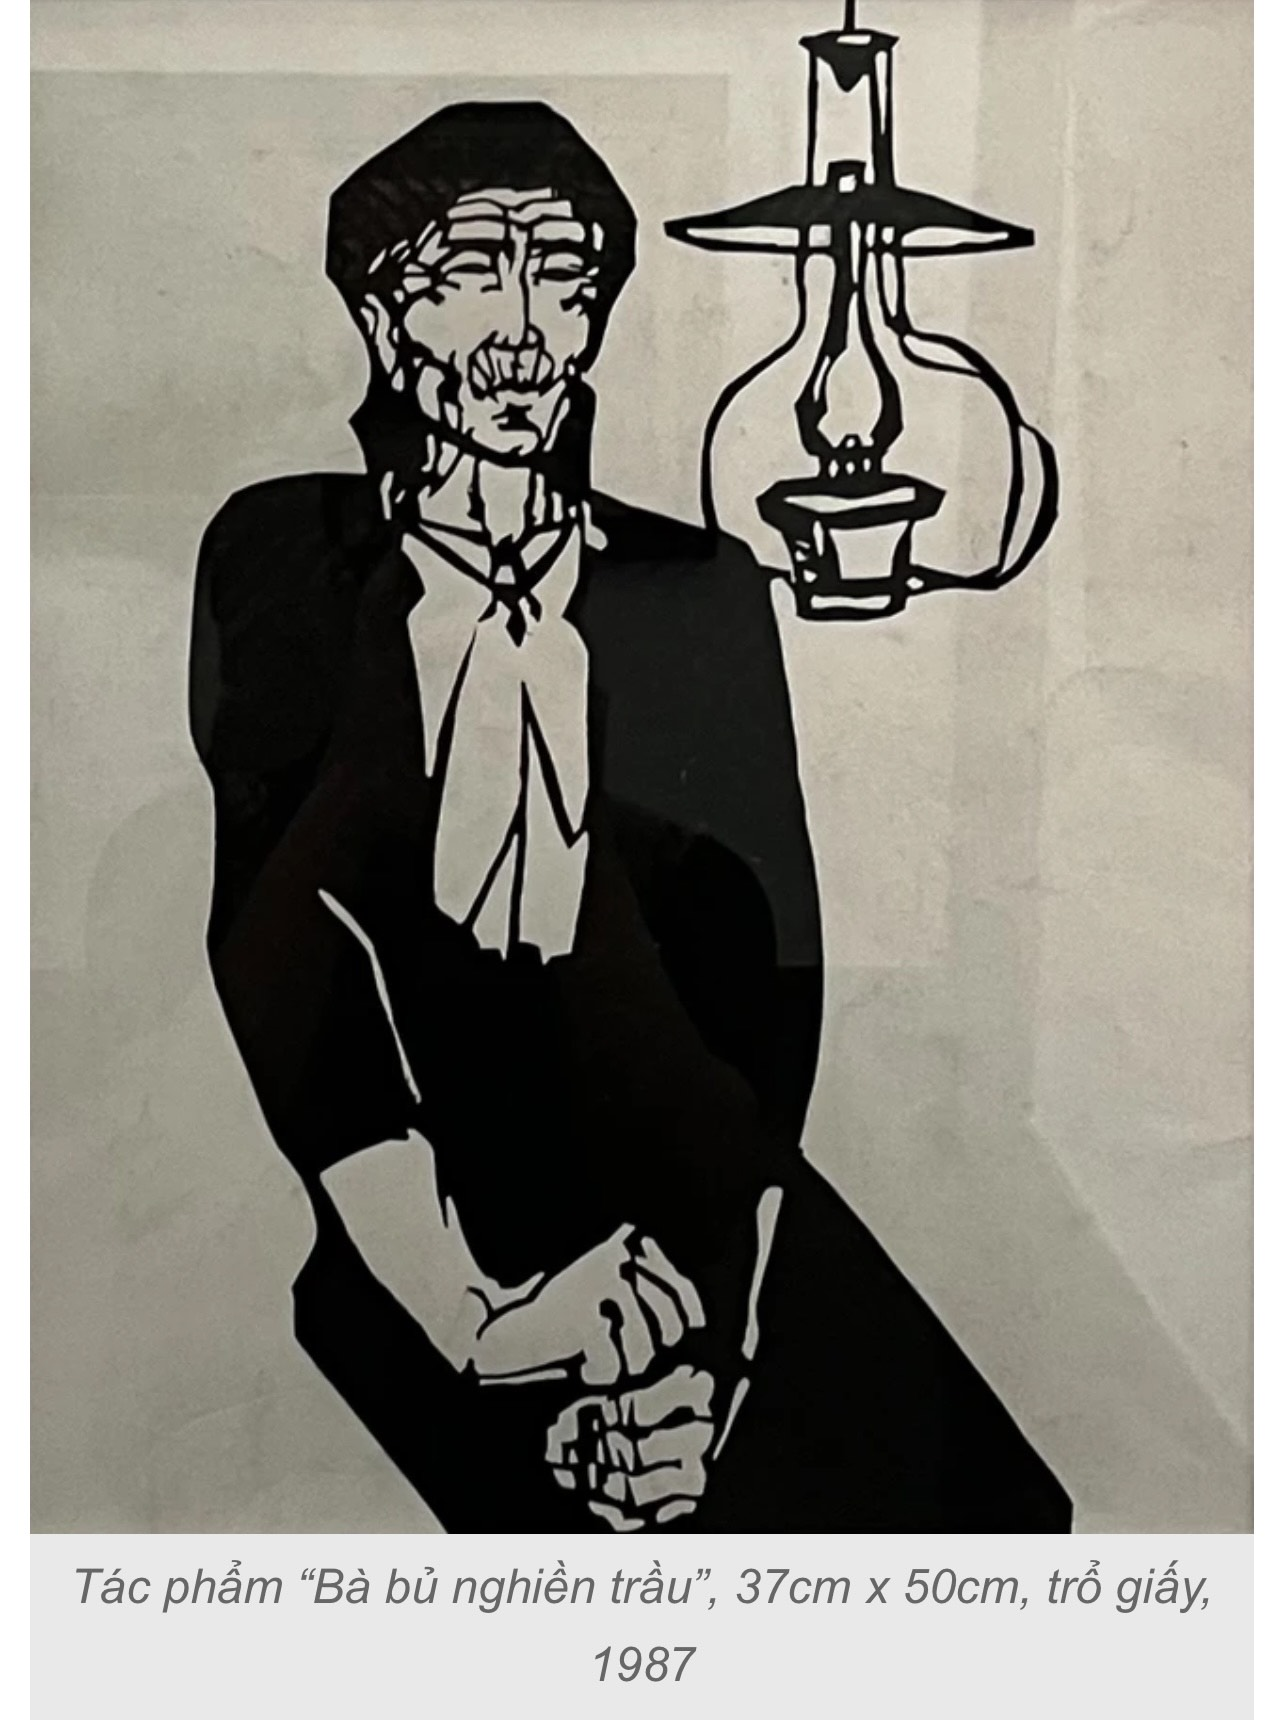 Tác phẩm “Bà bủ nghiền trầu”, 37cm x 50cm, trổ giấy,
1987